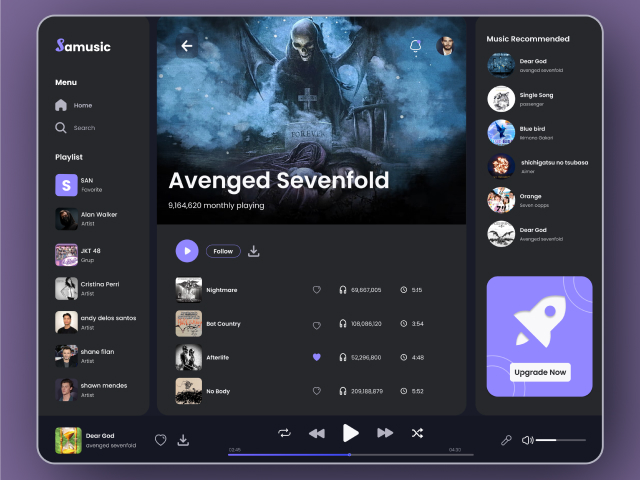 Samusic
Menu
Home
Search
Playlist
S
SAN
Favorite
Alan Walker
Artist
JKT 48
Grup
Cristina Perri
Artist
andy delos santos
Artist
shane filan
Artist
shawn mendes
Artist
FOREVER
Avenged Sevenfold
9,164,620 monthly playing
Follow
Nightmare
69,667,005
5:15
Bat Country
108,086,120
3:54
Afterlife
52,296,800
4:48
No Body
209,188,879
5:52
Music Recommended
Dear God
avenged sevenfold
Single Song
passenger
Blue bird
Ikimono Gakari
shichigatsu no tsubasa
Aimer
Orange
Seven oapps
Dear God
Avenged sevenfold
Upgrade Now
Dear God
avenged sevenfold
04:30